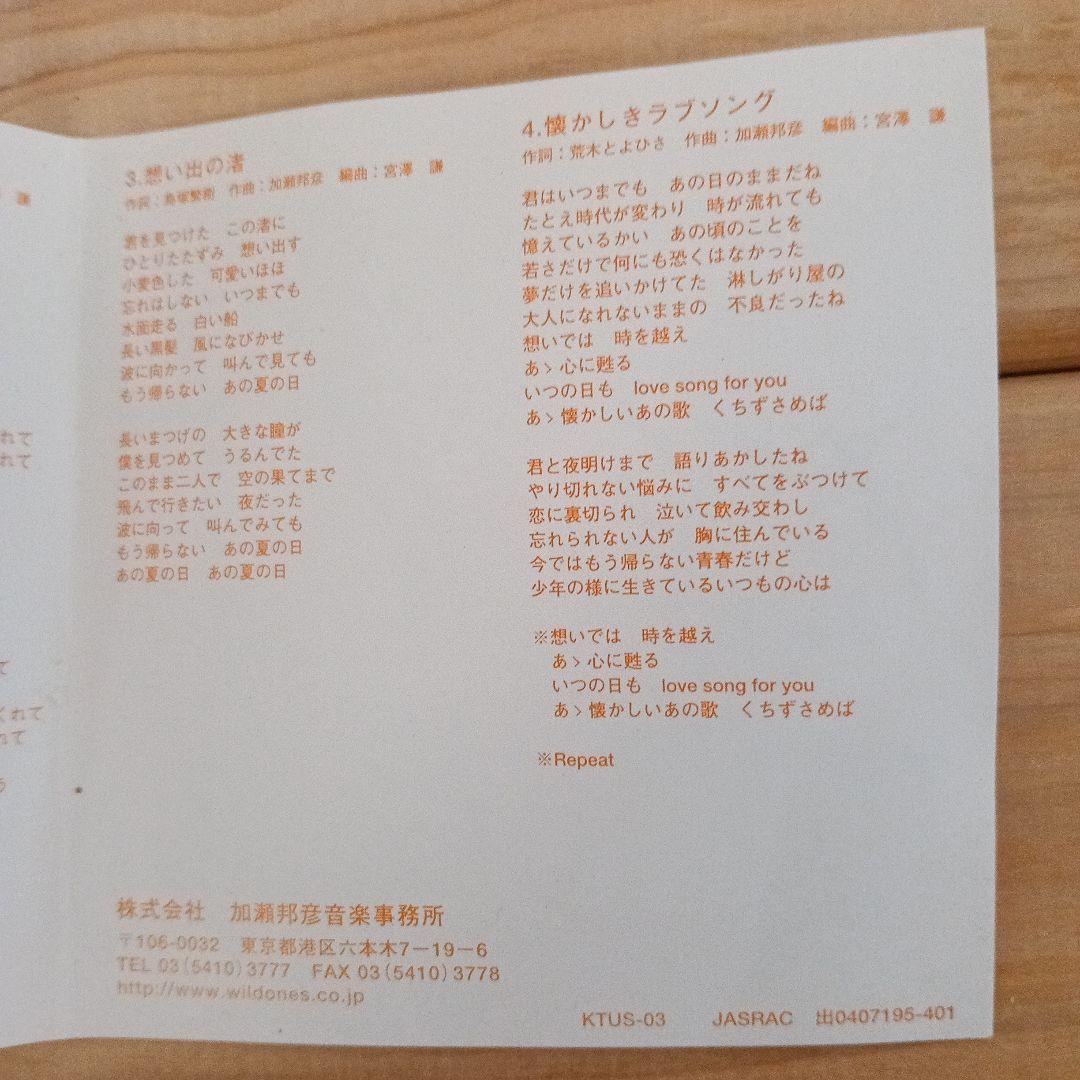 謙
れて
れて
て
くれて
れて
う
3.想い出の渚
作詞：鳥塚繁樹　作曲：加瀬邦彦　編曲：宮澤　謙
君を見つけた　この渚に
ひとりたたずみ　想い出す
小麦色した　可愛いほほ
忘れはしない　いつまでも
水面走る　白い船
長い黒髪　風になびかせ
波に向かって　叫んで見ても
もう帰らない　あの夏の日
長いまつげの　大きな瞳が
僕を見つめて　うるんでた
このまま二人で　空の果てまで
飛んで行きたい　夜だった
波に向って　叫んでみても
もう帰らない　あの夏の日
あの夏の日　あの夏の日
4.懐かしきラブソング
作詞：荒木とよひさ　作曲：加瀬邦彦　編曲：宮澤　謙
君はいつまでも　あの日のままだね
たとえ時代が変わり　時が流れても
憶えているかい　あの頃のことを
若さだけで何にも恐くはなかった
夢だけを追いかけてた　淋しがり屋の
大人になれないままの　不良だったね
想いでは　時を越え
あゝ心に甦る
いつの日も　love song for you
あゝ懐かしいあの歌　くちずさめば
君と夜明けまで　語りあかしたね
やり切れない悩みに　すべてをぶつけて
恋に裏切られ　泣いて飲み交わし
忘れられない人が　胸に住んでいる
今ではもう帰らない青春だけど
少年の様に生きているいつもの心は
※想いでは　時を越え
あゝ心に甦る
いつの日も　love song for you
あゝ懐かしいあの歌　くちずさめば
※Repeat
株式会社　加瀬邦彦音楽事務所
〒106-0032　東京都港区六本木7－19－6
TEL 03(5410)3777　FAX 03(5410)3778
http://www.wildones.co.jp
KTUS-03　JASRAC　出0407195-401